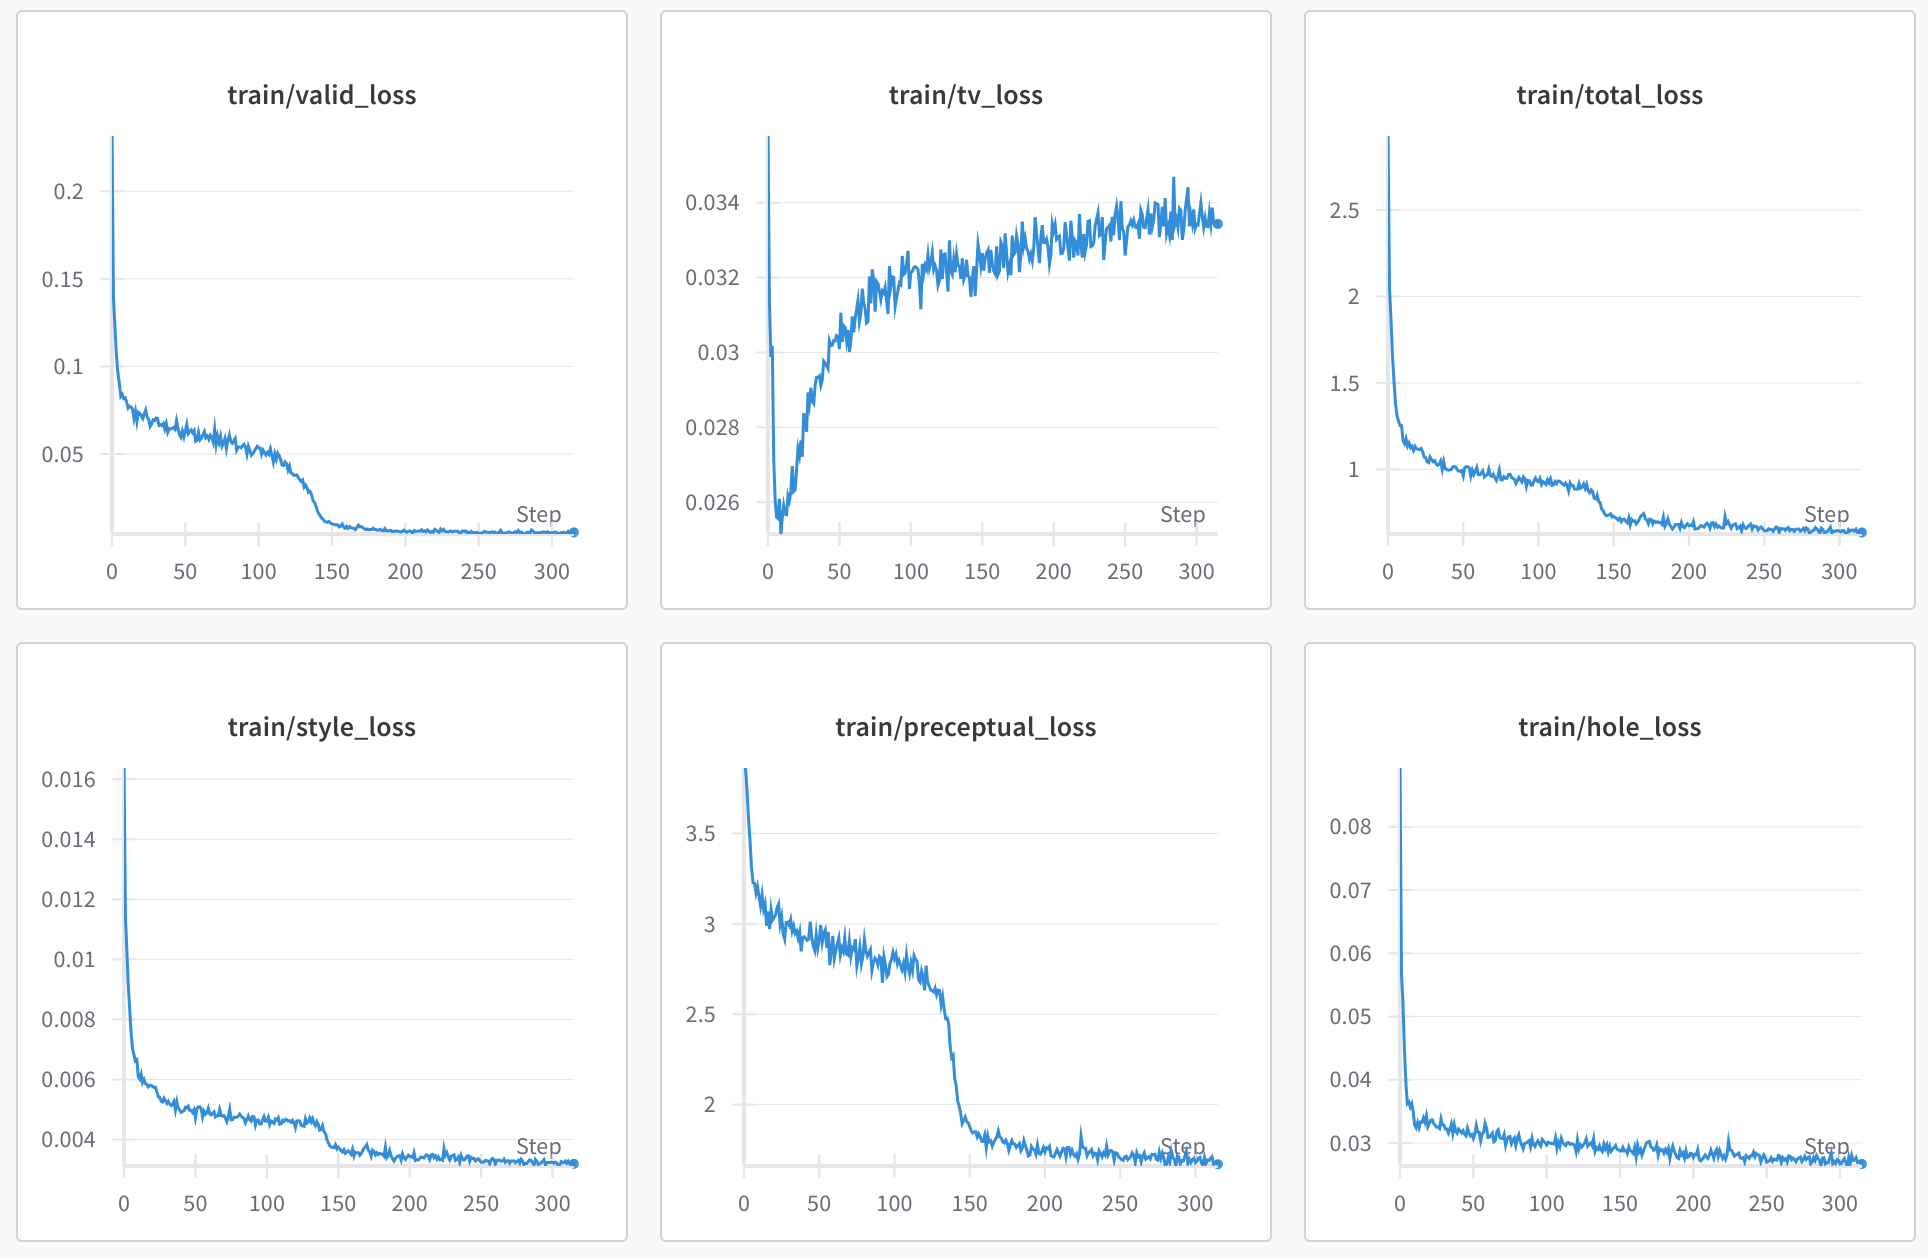 train/valid_loss
0.2
0.15
0.1
0.05
Step
0 50 100 150 200 250 300
train/tv_loss
0.034
0.032
0.03
0.028
0.026
Step
0 50 100 150 200 250 300
train/total_loss
2.5
2
1.5
1
Step
0 50 100 150 200 250 300
train/style_loss
0.016
0.014
0.012
0.01
0.008
0.006
0.004
Step
0 50 100 150 200 250 300
train/preceptual_loss
3.5
3
2.5
2
Step
0 50 100 150 200 250 300
train/hole_loss
0.08
0.07
0.06
0.05
0.04
0.03
Step
0 50 100 150 200 250 300